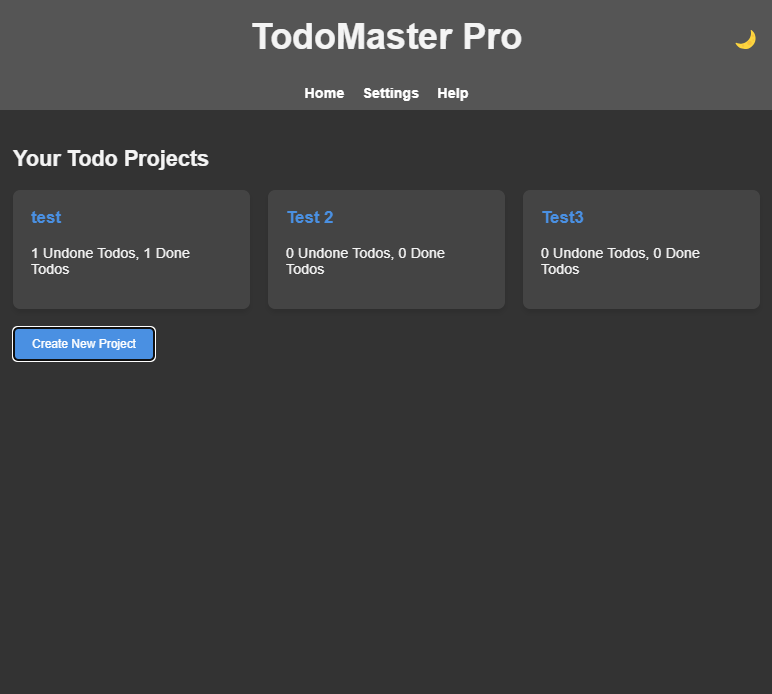 TodoMaster Pro
Home Settings Help
Your Todo Projects
test
1 Undone Todos, 1 Done
Todos
Test 2
0 Undone Todos, 0 Done
Todos
Test3
0 Undone Todos, 0 Done
Todos
Create New Project